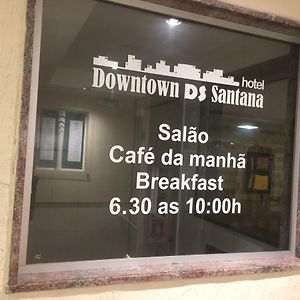 hotel
Downtown DS Santana
Salão
Café da manhã
Breakfast
6.30 as 10:00h